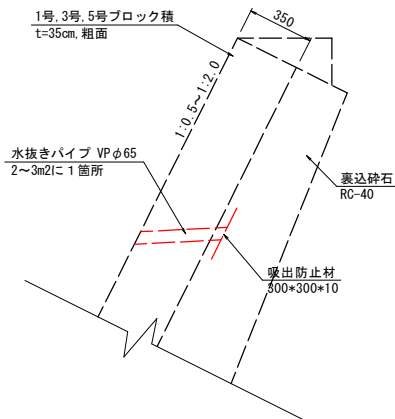 350
1号,3号,5号ブロック積
t=35cm,粗面
1:0.5~1:2.0
水抜きパイプ VPφ65
2~3m2に１箇所
裏込砕石
RC-40
吸出防止材
300*300*10